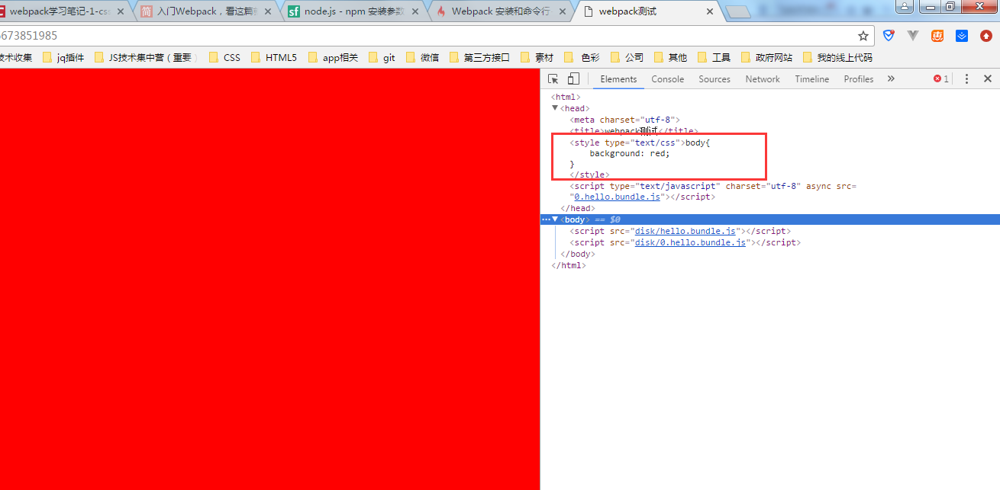 webpack学习笔记-1-css
入门Webpack，看这篇
node.js - npm 安装参数
Webpack 安装和命令行
webpack测试
673851985
技术收集 jq插件 JS技术集中营（重要） CSS HTML5 app相关 git 微信 第三方接口 素材 色彩 公司 其他 工具 政府网站 我的线上代码
Elements Console Sources Network Timeline Profiles » 1
<html>
<head>
<meta charset="utf-8">
<title>webpack测试</title>
<style type="text/css">body{
background: red;
}
</style>
<script type="text/javascript" charset="utf-8" async src=
"0.hello.bundle.js"></script>
</head>
<body> == $0
<script src="disk/hello.bundle.js"></script>
<script src="disk/0.hello.bundle.js"></script>
</body>
</html>